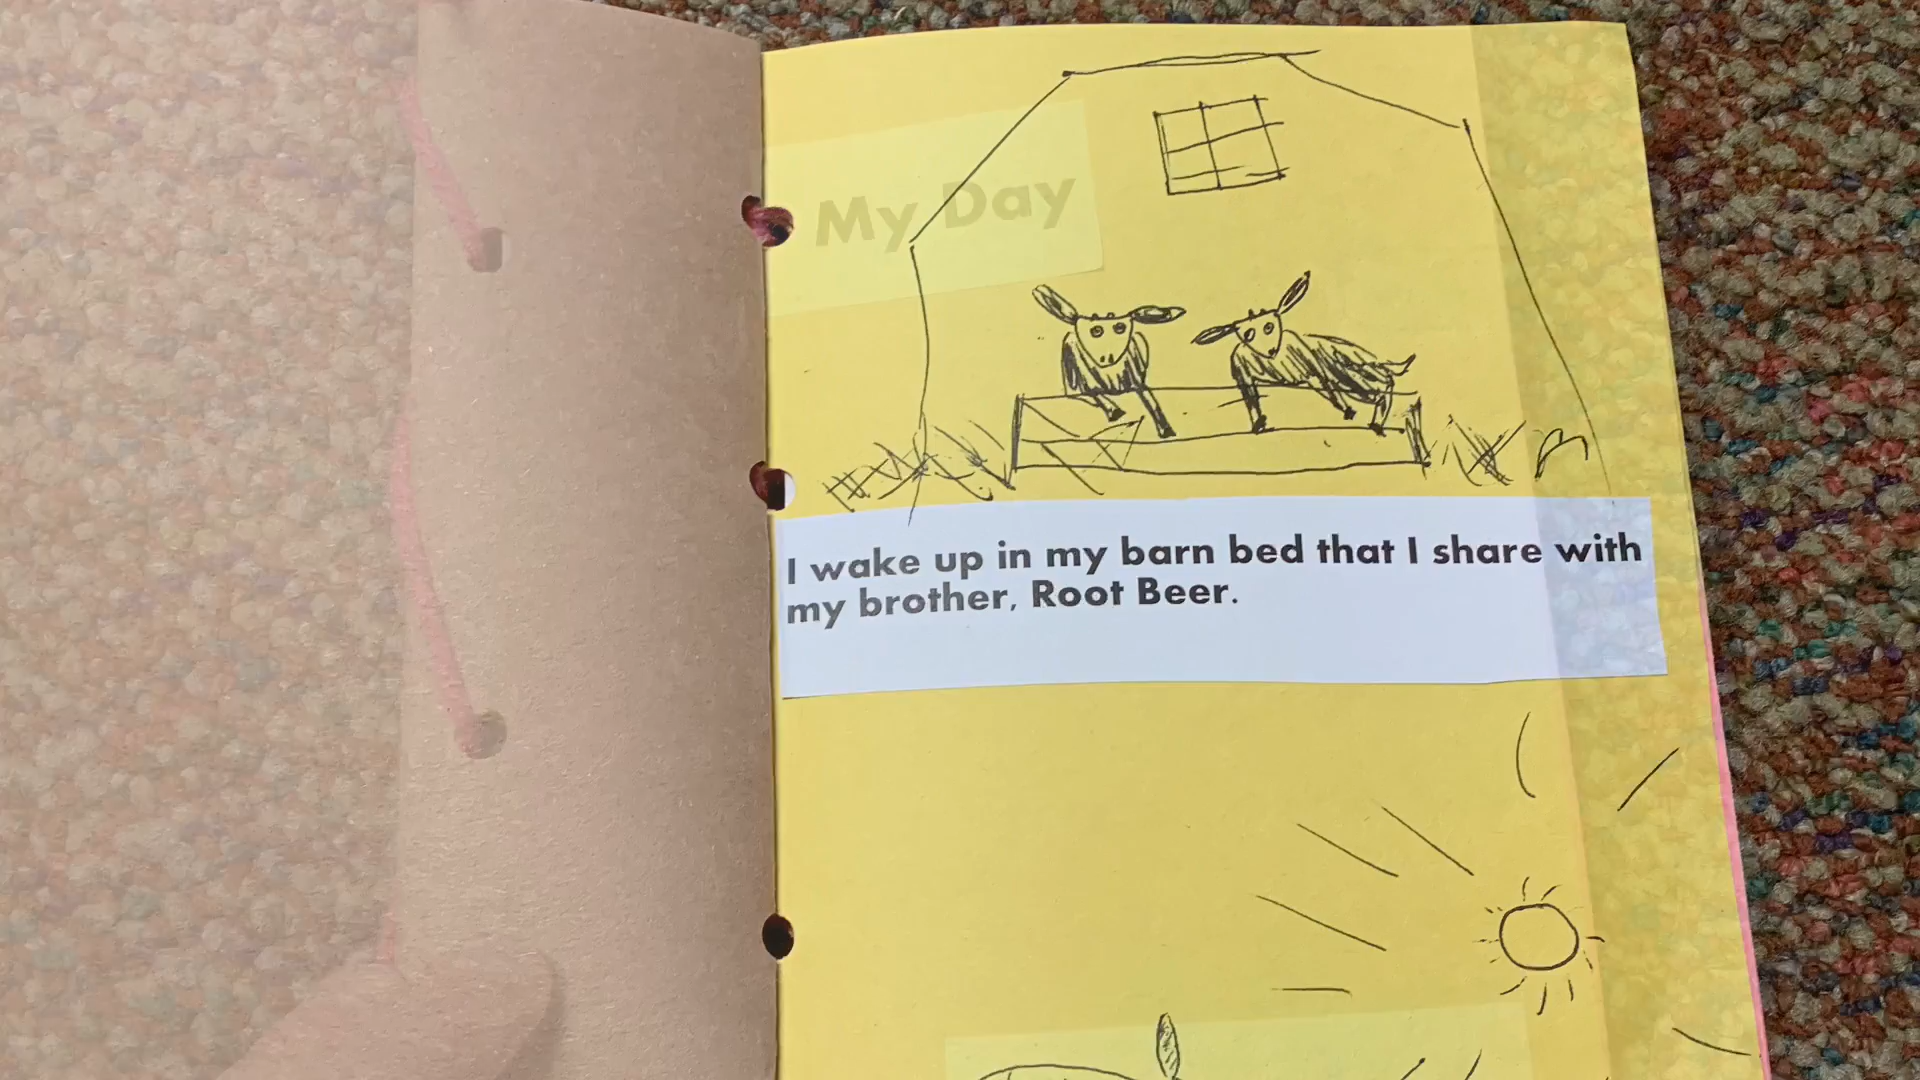 My Day
I wake up in my barn bed that I share with
my brother, Root Beer.